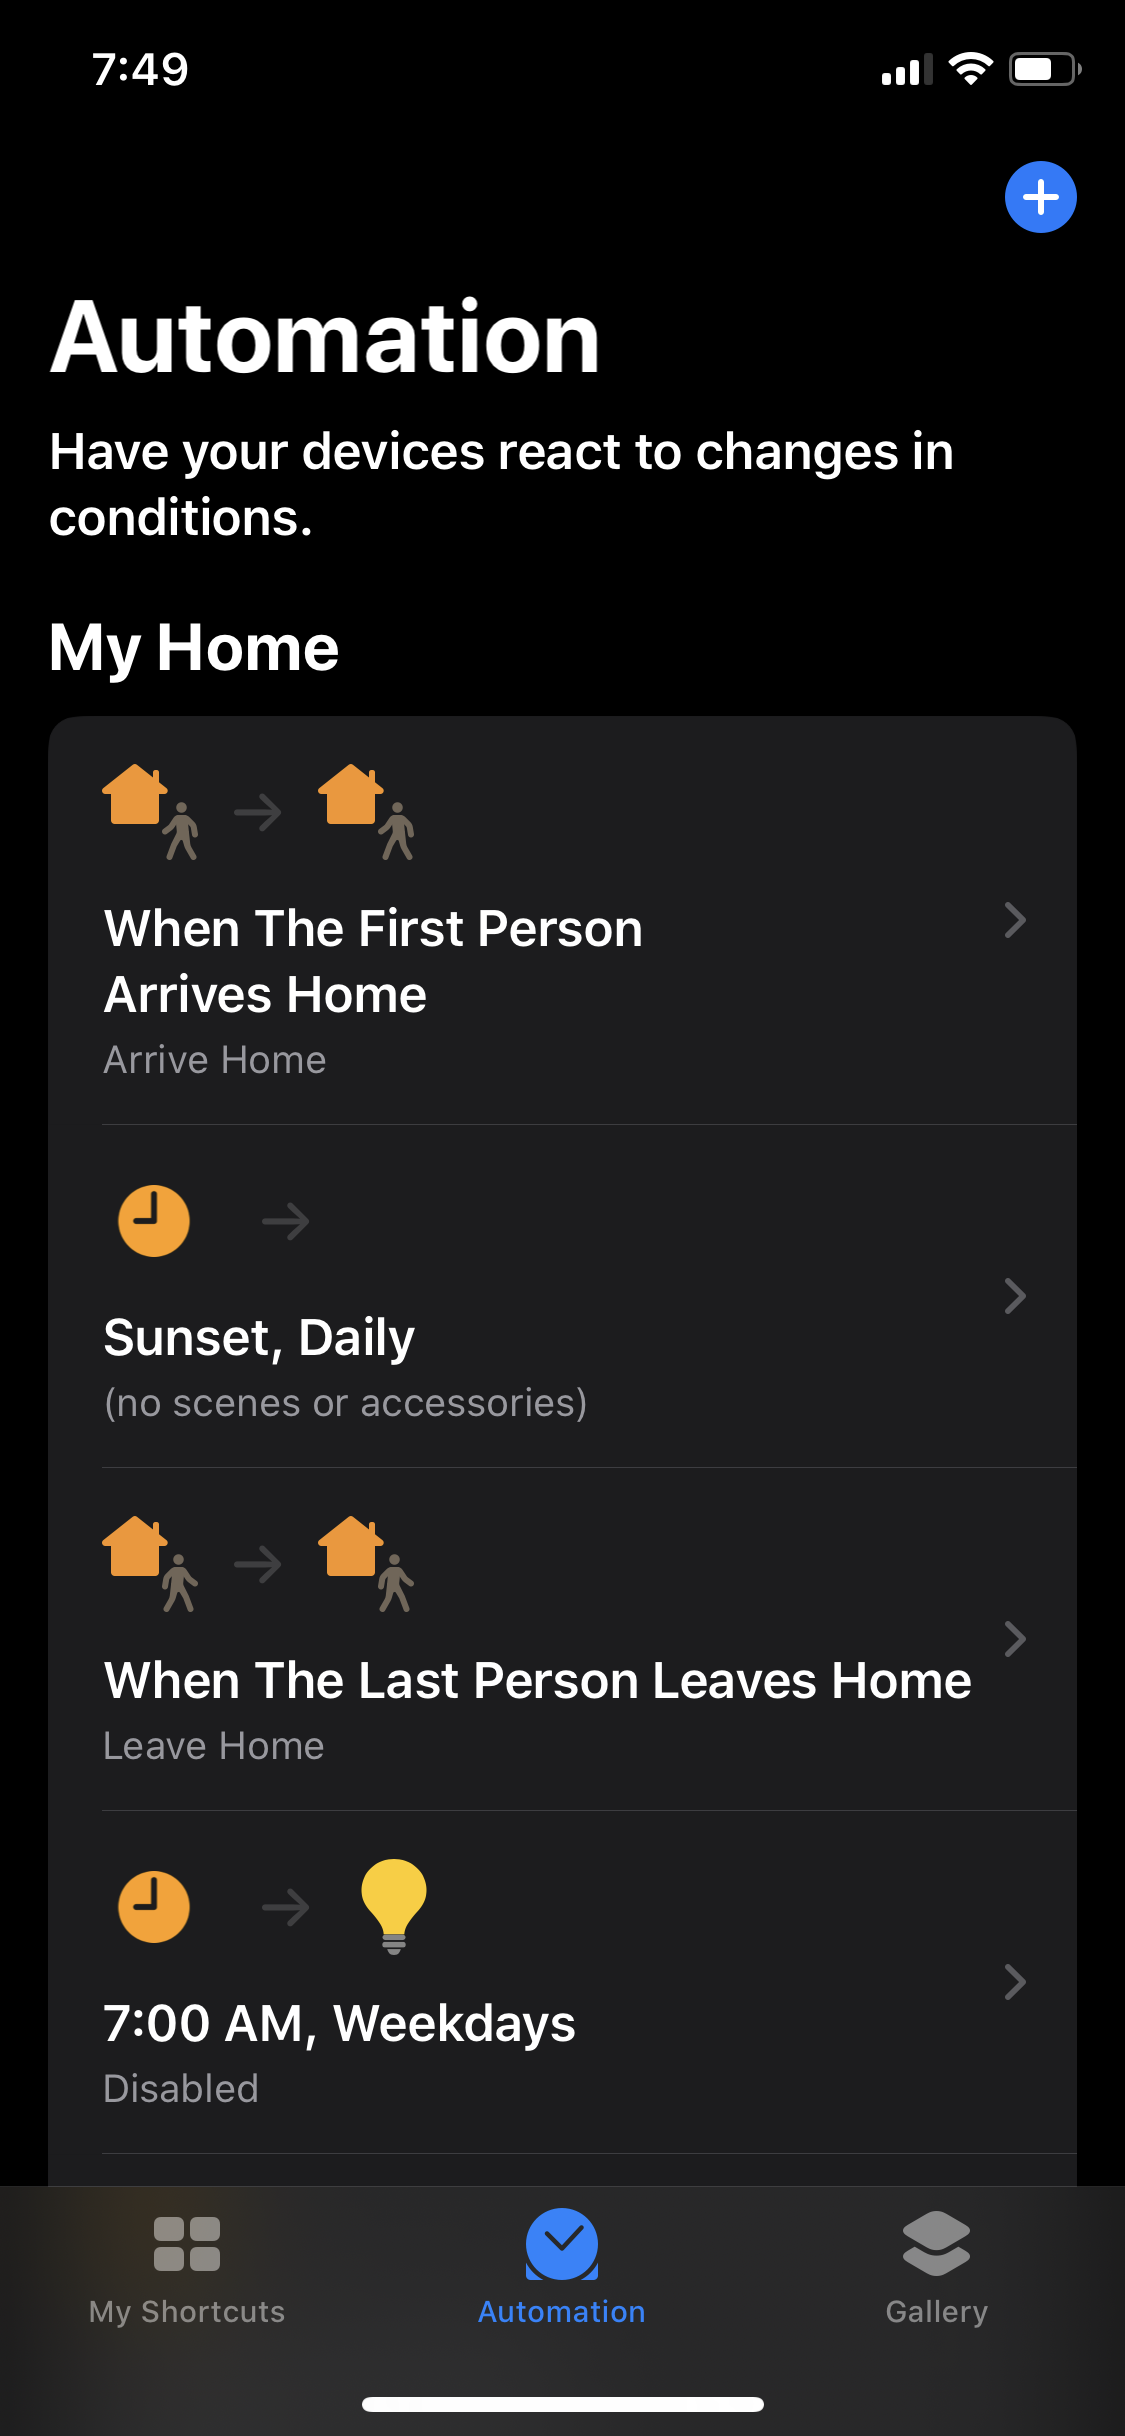 7:49
Automation
Have your devices react to changes in
conditions.
My Home
When The First Person
Arrives Home
Arrive Home
Sunset, Daily
(no scenes or accessories)
When The Last Person Leaves Home
Leave Home
7:00 AM, Weekdays
Disabled
My Shortcuts
Automation
Gallery